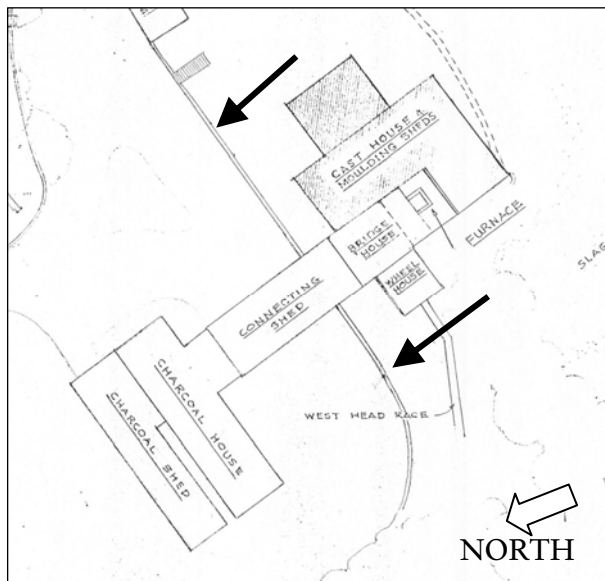 CAST HOUSE &
MOULDING SHEDS
BRIDGE
HOUSE
FURNACE
WHEEL
HOUSE
SLAG
CONNECTING
SHED
CHARCOAL HOUSE
CHARCOAL SHED
WEST HEAD RACE
NORTH